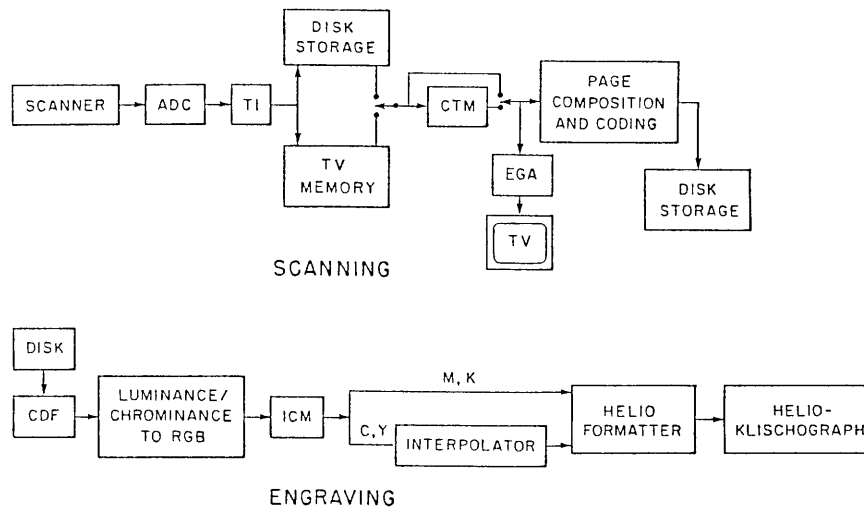 DISK
STORAGE
SCANNER
ADC
TI
CTM
PAGE
COMPOSITION
AND CODING
TV
MEMORY
EGA
DISK
STORAGE
TV
SCANNING
DISK
CDF
LUMINANCE/
CHROMINANCE
TO RGB
ICM
M, K
C, Y
INTERPOLATOR
HELIO
FORMATTER
HELIO-
KLISCHOGRAPH
ENGRAVING